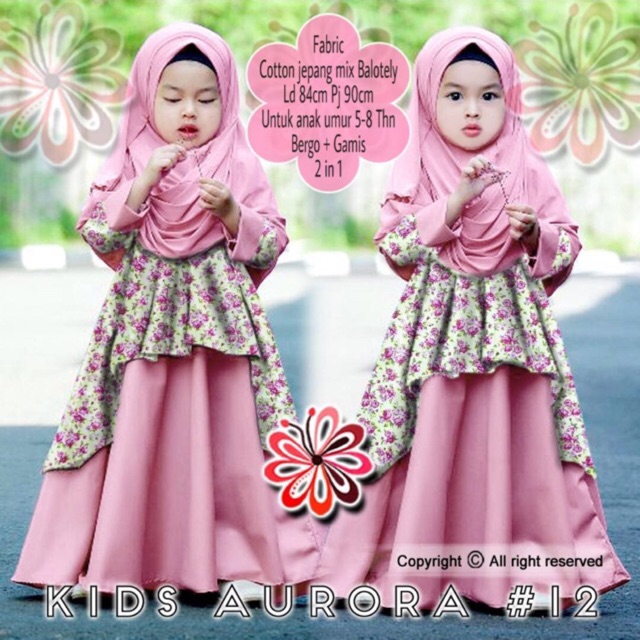 Fabric
Cotton jepang mix Balotely
Ld 84cm Pj 90cm
Untuk anak umur 5-8 Thn
Bergo + Gamis
2 in 1
Copyright © All right reserved
KIDS AURORA #12